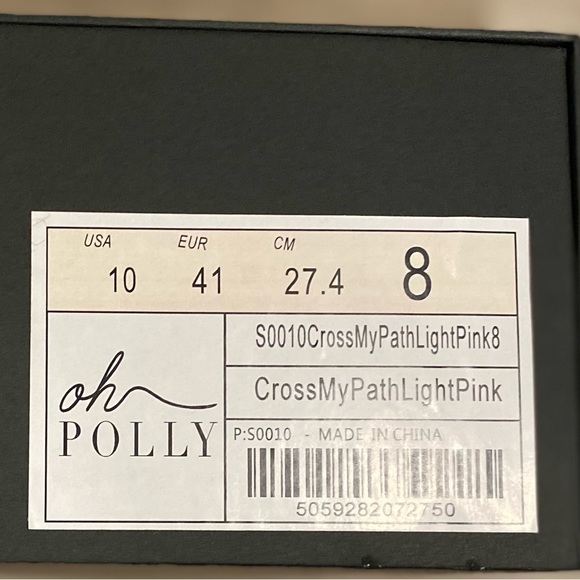 USA EUR CM
10 41 27.4 8
S0010CrossMyPathLightPink8
CrossMyPathLightPink
oh
POLLY
P:S0010 - MADE IN CHINA
5059282072750